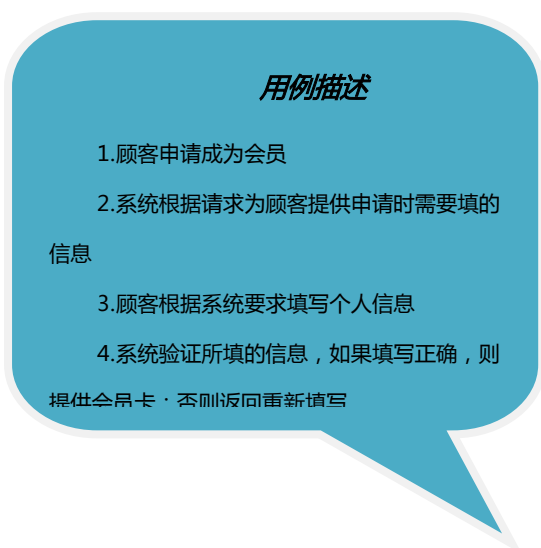 用例描述
1.顾客申请成为会员
2.系统根据请求为顾客提供申请时需要填的
信息
3.顾客根据系统要求填写个人信息
4.系统验证所填的信息，如果填写正确，则
提供会员卡；否则返回重新填写